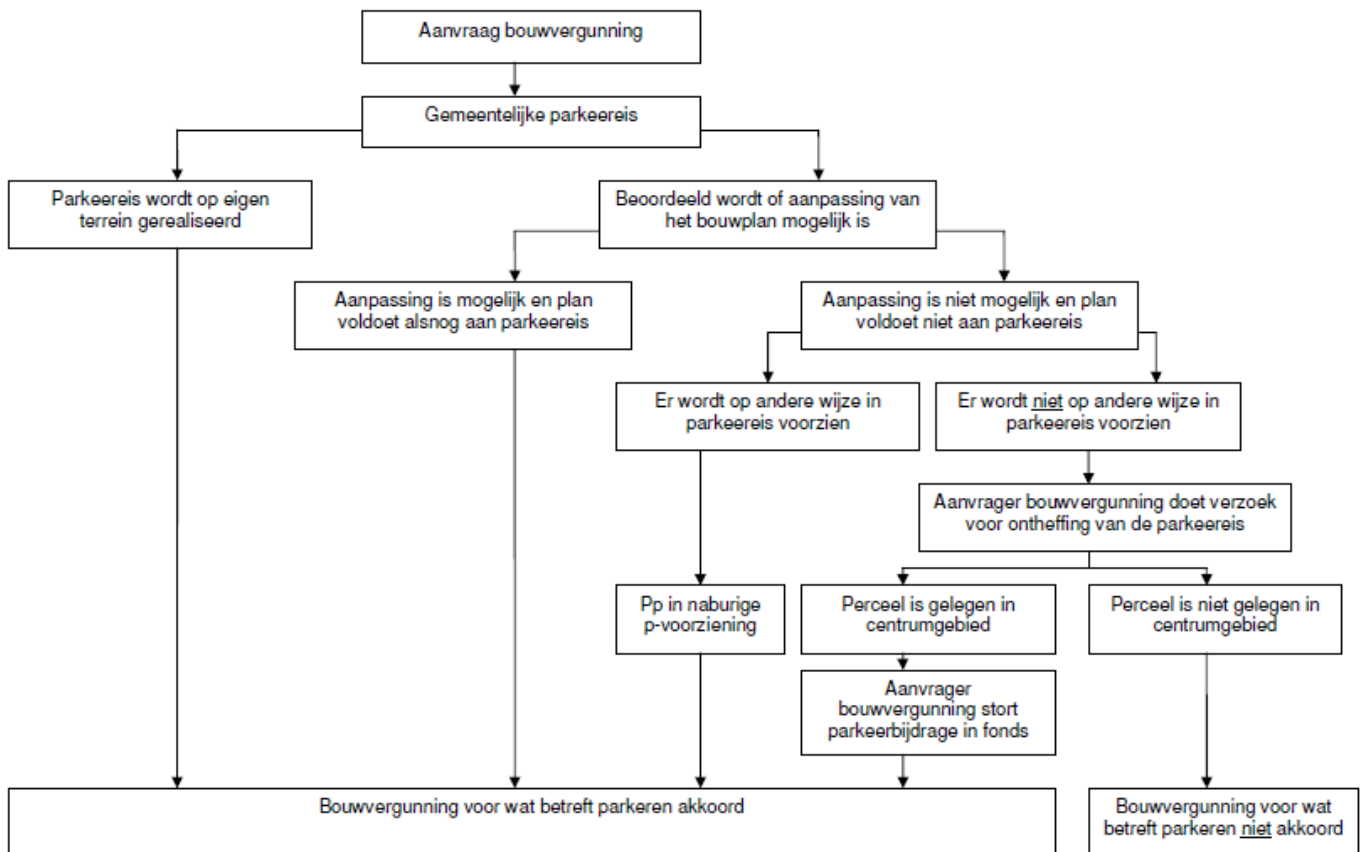 Aanvraag bouwvergunning
Gemeentelijke parkeereis
Parkeereis wordt op eigen
terrein gerealiseerd
Beoordeeld wordt of aanpassing van
het bouwplan mogelijk is
Aanpassing is mogelijk en plan
voldoet alsnog aan parkeereis
Aanpassing is niet mogelijk en plan
voldoet niet aan parkeereis
Er wordt op andere wijze in
parkeereis voorzien
Er wordt niet op andere wijze in
parkeereis voorzien
Aanvrager bouwvergunning doet verzoek
voor ontheffing van de parkeereis
Pp in naburige
p-voorziening
Perceel is gelegen in
centrumgebied
Perceel is niet gelegen in
centrumgebied
Aanvrager
bouwvergunning stort
parkeerbijdrage in fonds
Bouwvergunning voor wat betreft parkeren akkoord
Bouwvergunning voor wat
betreft parkeren niet akkoord